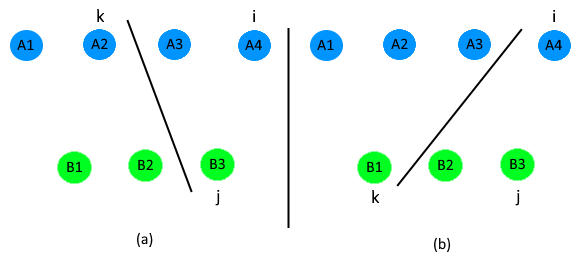 k i
A1 A2 A3 A4
B1 B2 B3
j
(a)
i
A1 A2 A3 A4
B1 B2 B3
k j
(b)